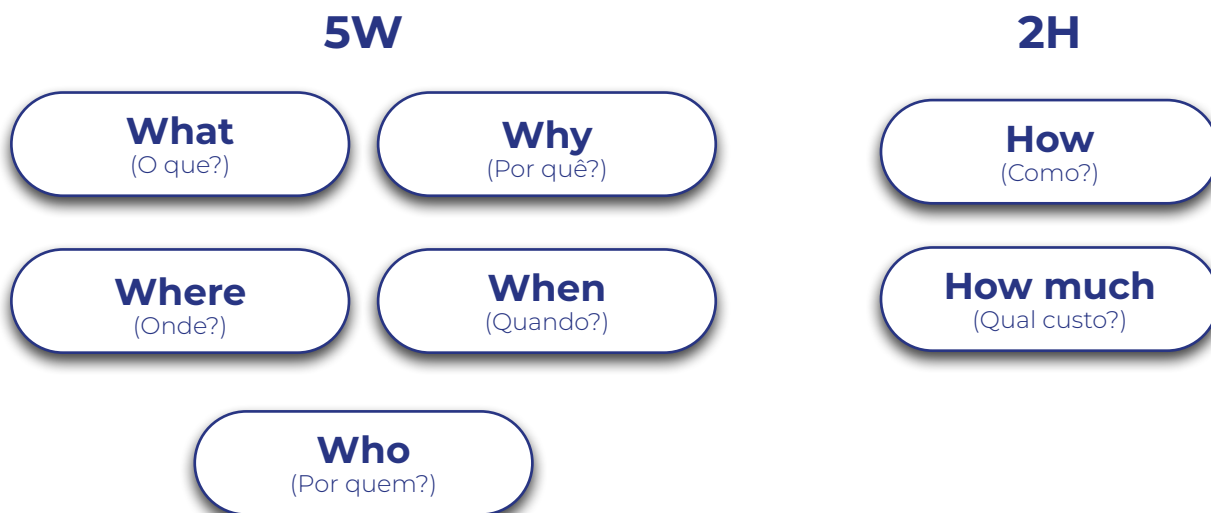 5W
2H
What
(O que?)
Why
(Por quê?)
How
(Como?)
Where
(Onde?)
When
(Quando?)
How much
(Qual custo?)
Who
(Por quem?)